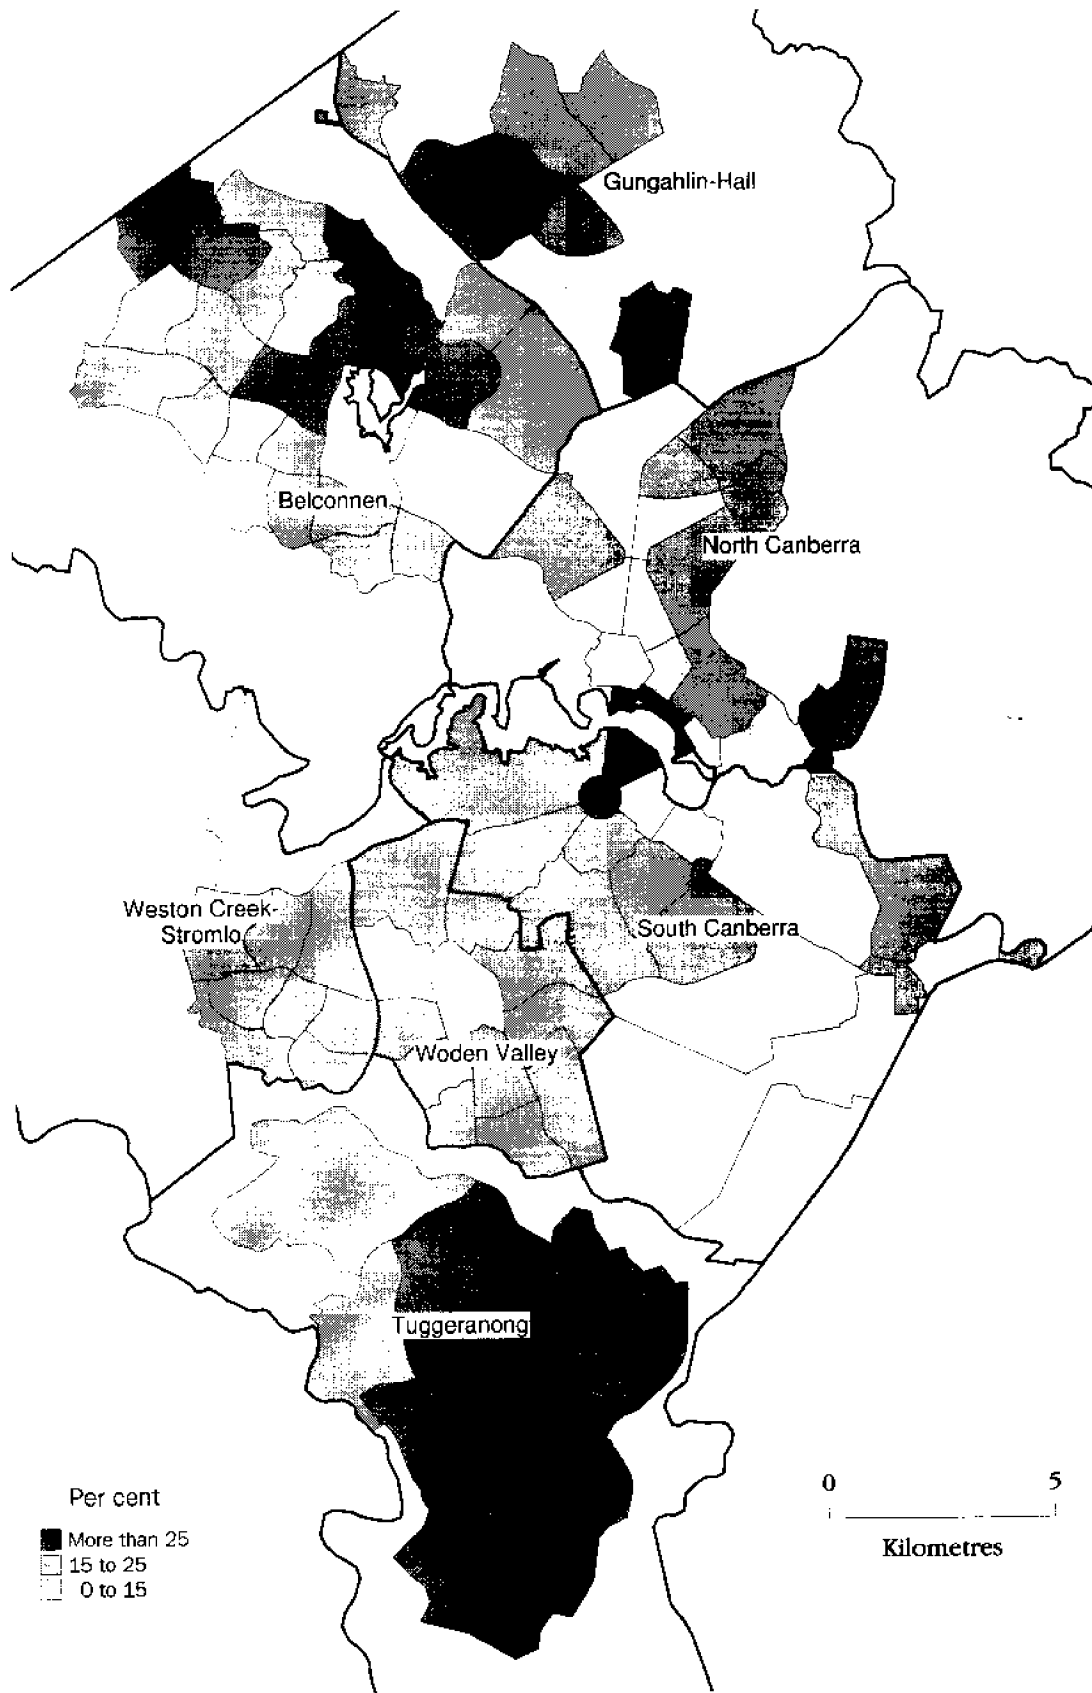 Gungahlin-Hall
Belconnen
North Canberra
Weston Creek-
Stromlo
South Canberra
Woden Valley
Tuggeranong
Per cent
More than 25
15 to 25
0 to 15
0 5
Kilometres